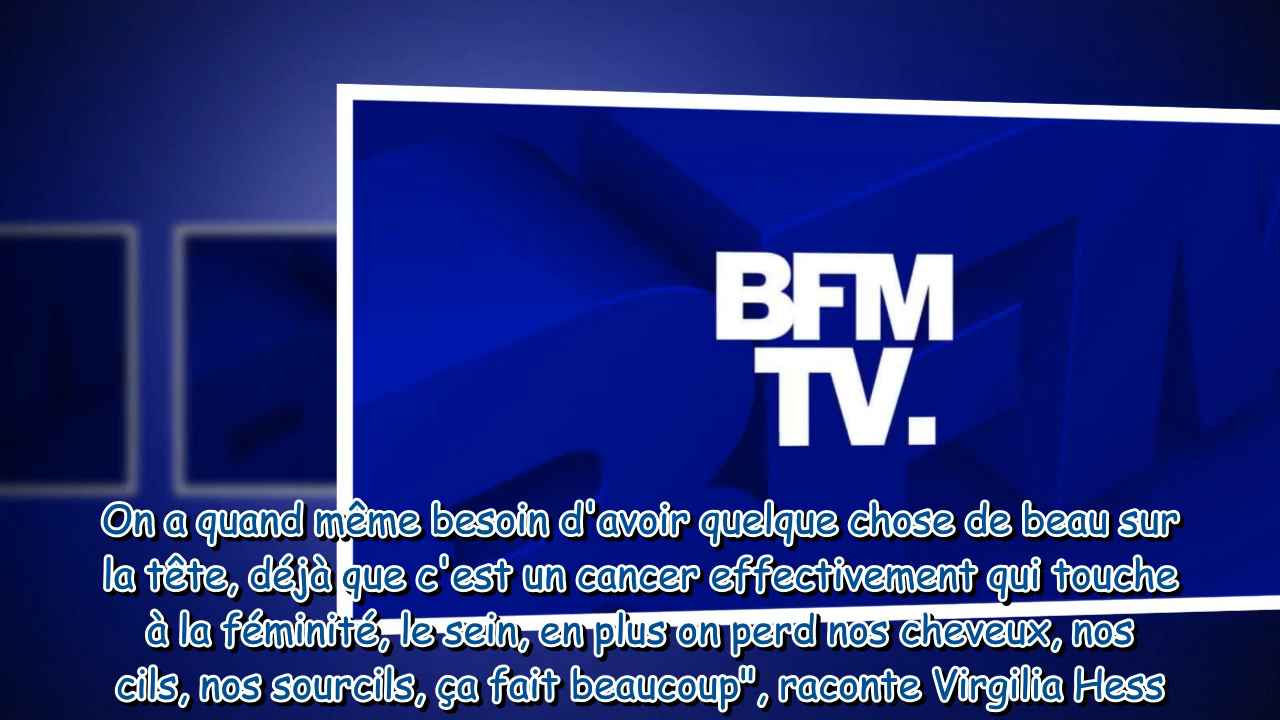 BFM
TV.
On a quand même besoin d'avoir quelque chose de beau sur
la tête, déjà que c'est un cancer effectivement qui touche
à la féminité, le sein, en plus on perd nos cheveux, nos
cils, nos sourcils, ça fait beaucoup", raconte Virgilia Hess